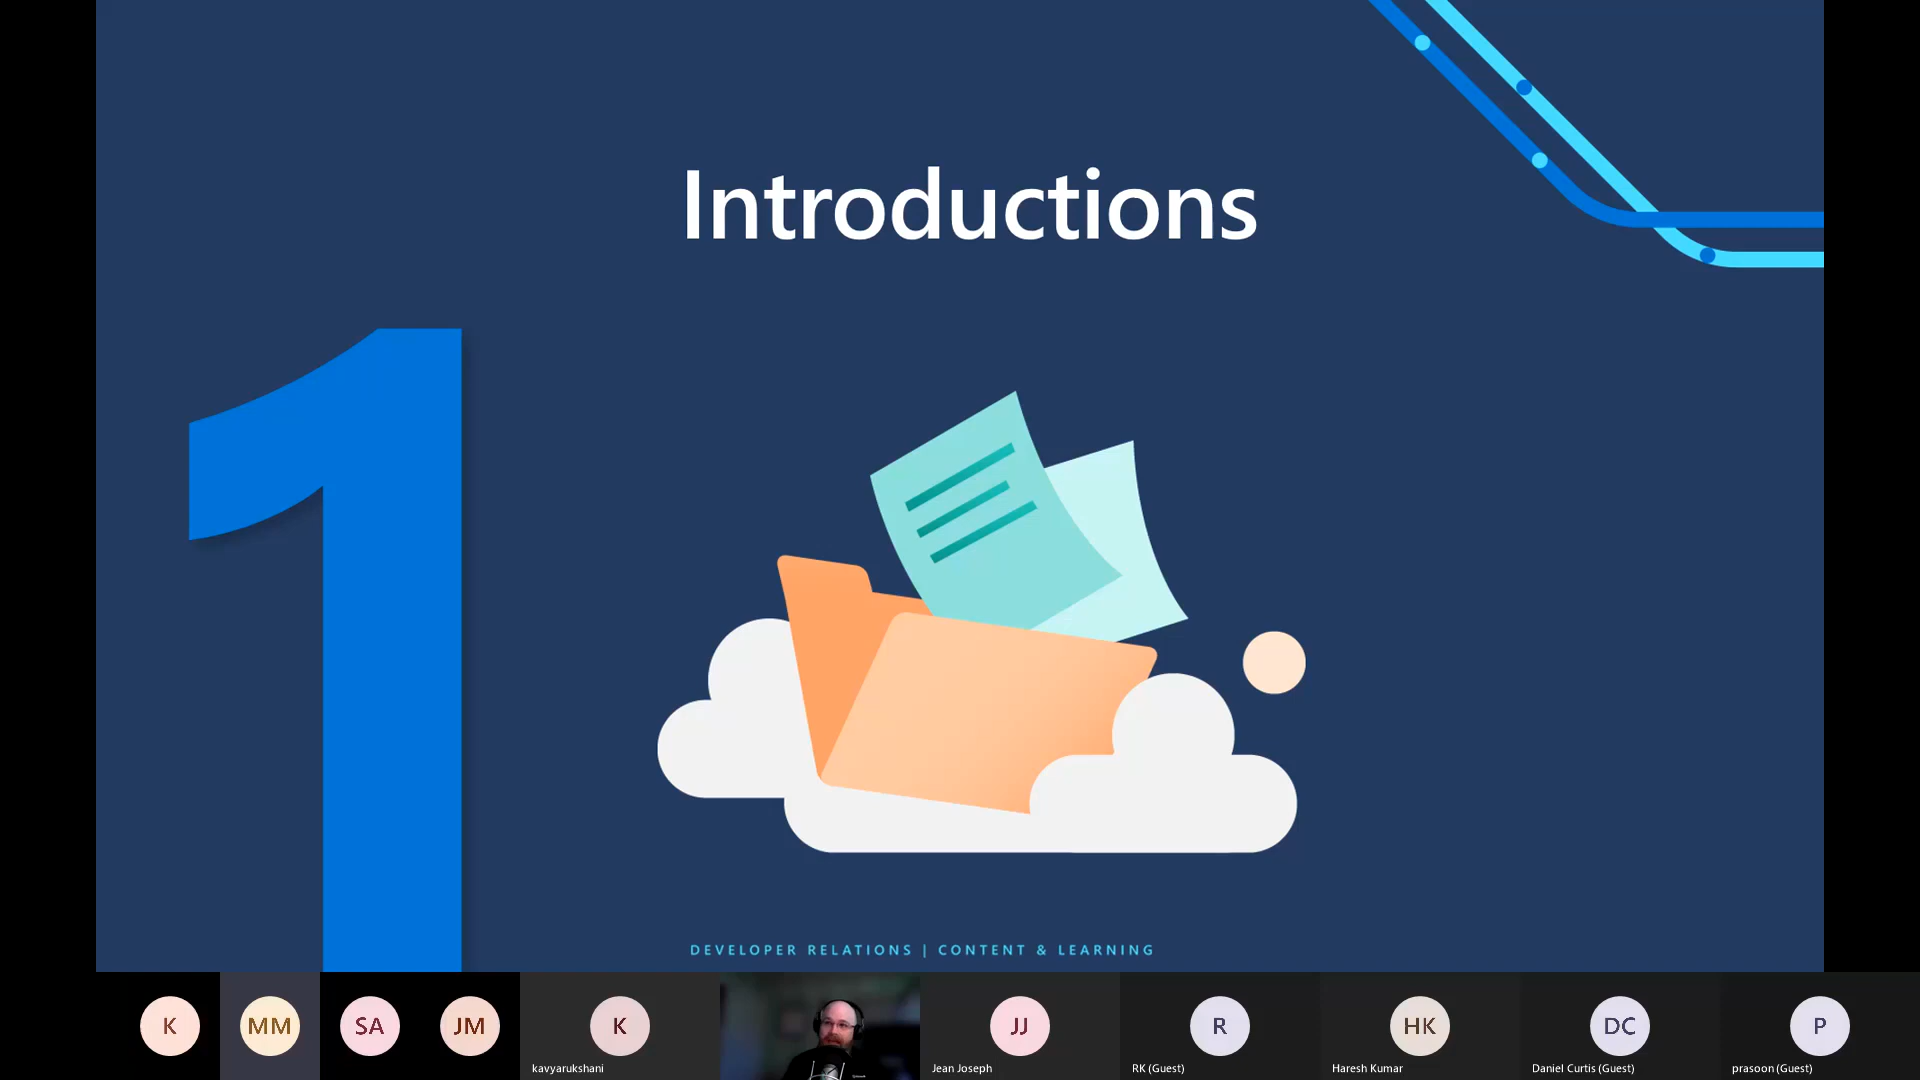 Introductions
1
DEVELOPER RELATIONS | CONTENT & LEARNING
K
MM
SA
JM
K
kavyarukshani
JJ
Jean Joseph
R
RK (Guest)
HK
Haresh Kumar
DC
Daniel Curtis (Guest)
P
prasoon (Guest)